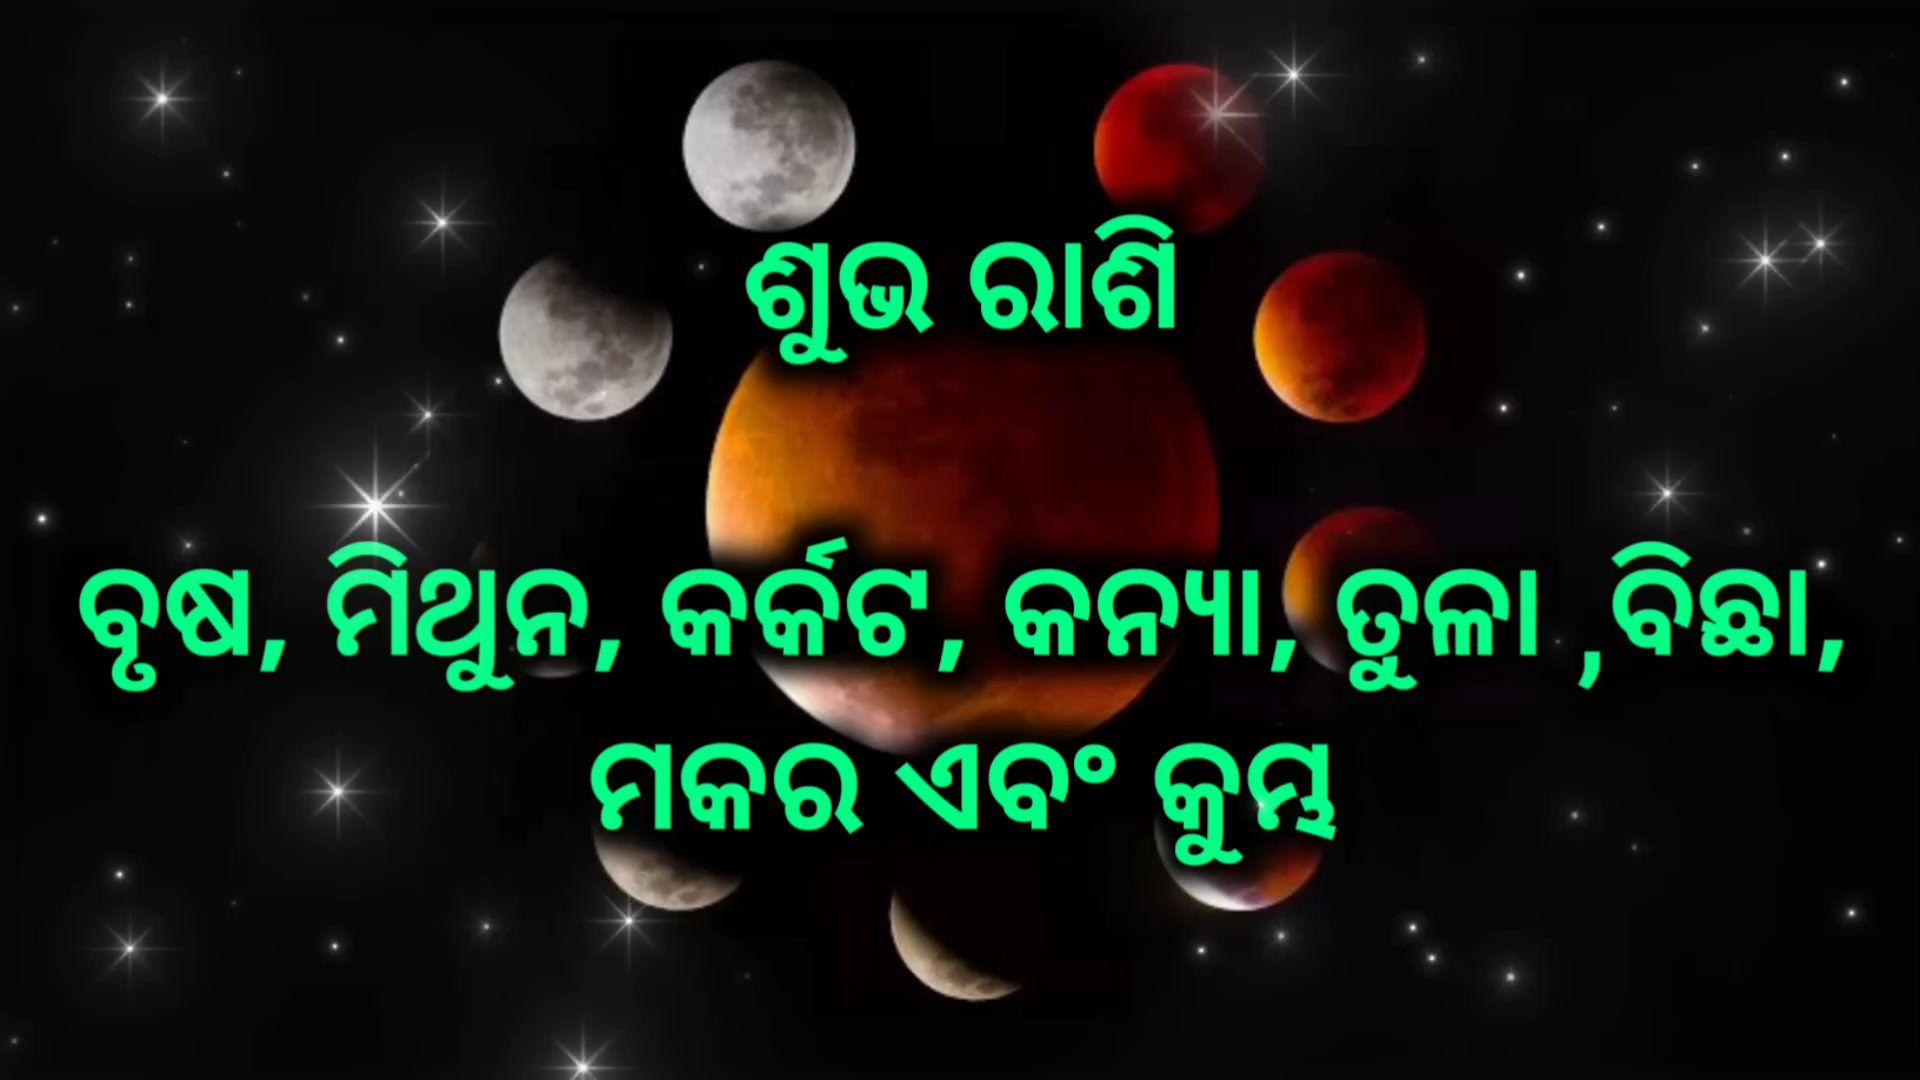 ଶୁଭ ରାଶି
ବୃଷ, ମିଥୁନ, କର୍କଟ, କନ୍ୟା, ତୁଳା ,ବିଛା,
ମକର ଏବଂ କୁମ୍ଭ